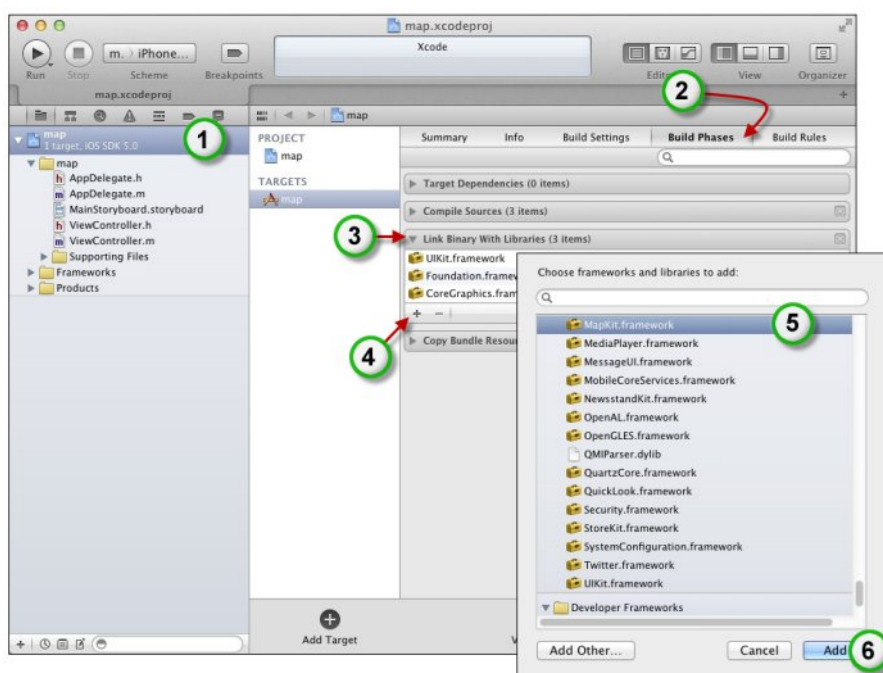 map.xcodeproj
Xcode
m. › iPhone...
Run Stop Scheme Breakpoints View Organizer
map.xcodeproj
map
1
2
map
1 target, iOS SDK 5.0
map
AppDelegate.h
AppDelegate.m
MainStoryboard.storyboard
ViewController.h
ViewController.m
Supporting Files
Frameworks
Products
PROJECT
map
TARGETS
map
Summary Info Build Settings Build Phases Build Rules
Target Dependencies (0 items)
Compile Sources (3 items)
3
Link Binary With Libraries (3 items)
UIKit.framework
Foundation.framew
CoreGraphics.fram
4
Copy Bundle Resour
Add Target
Choose frameworks and libraries to add:
MapKit.framework
5
MediaPlayer.framework
MessageUI.framework
MobileCoreServices.framework
NewsstandKit.framework
OpenAL.framework
OpenGLES.framework
QMIParser.dylib
QuartzCore.framework
QuickLook.framework
Security.framework
StoreKit.framework
SystemConfiguration.framework
Twitter.framework
UIKit.framework
Developer Frameworks
Add Other... Cancel Add
6